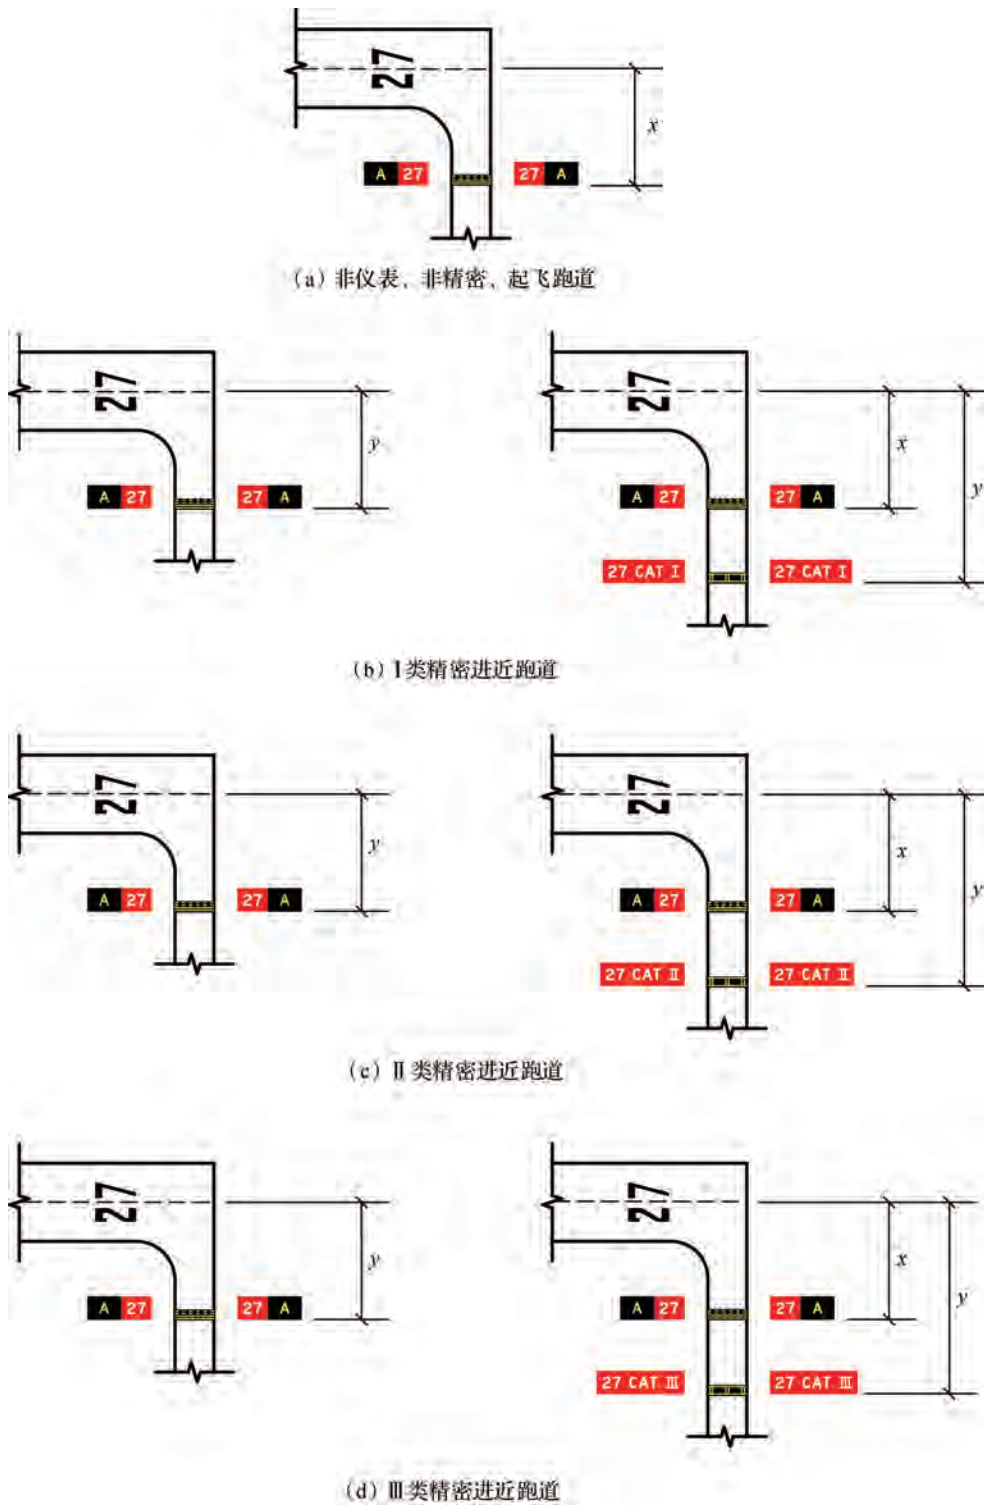 27
x
A 27 27 A
(a) 非仪表、非精密、起飞跑道
27 27
y x
A 27 27 A A 27 27 A
y
27 CAT I 27 CAT I
(b) I类精密进近跑道
27 27
y x
A 27 27 A A 27 27 A
y
27 CAT II 27 CAT II
(c) II类精密进近跑道
27 27
y x
y
A 27 27 A A 27 27 A
27 CAT III 27 CAT III
(d) III类精密进近跑道